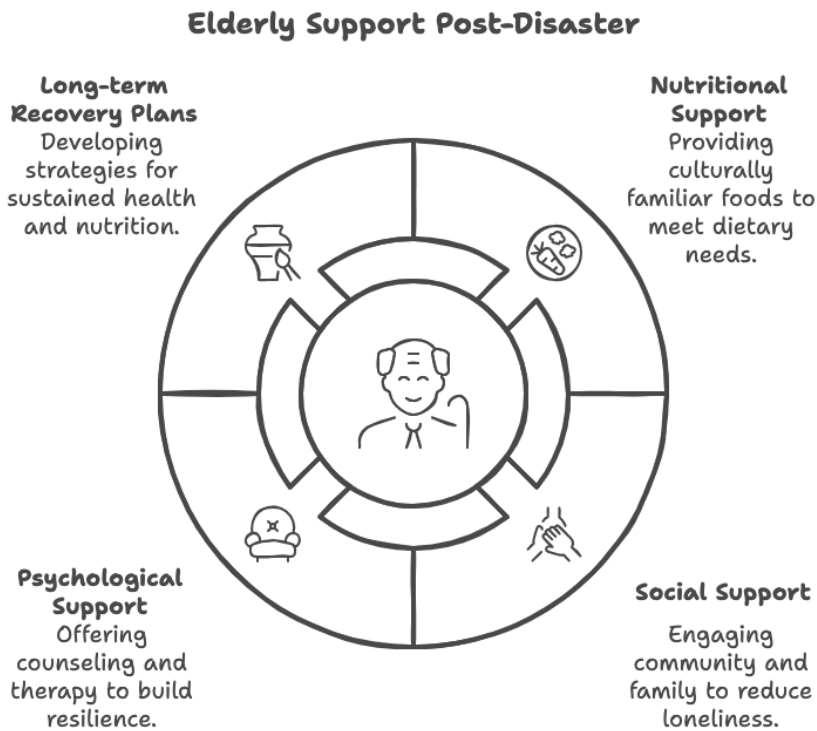 Elderly Support Post-Disaster
Long-term
Recovery Plans
Developing
strategies for
sustained health
and nutrition.
Nutritional
Support
Providing
culturally
familiar foods to
meet dietary
needs.
Psychological
Support
Offering
counseling and
therapy to build
resilience.
Social Support
Engaging
community and
family to reduce
loneliness.